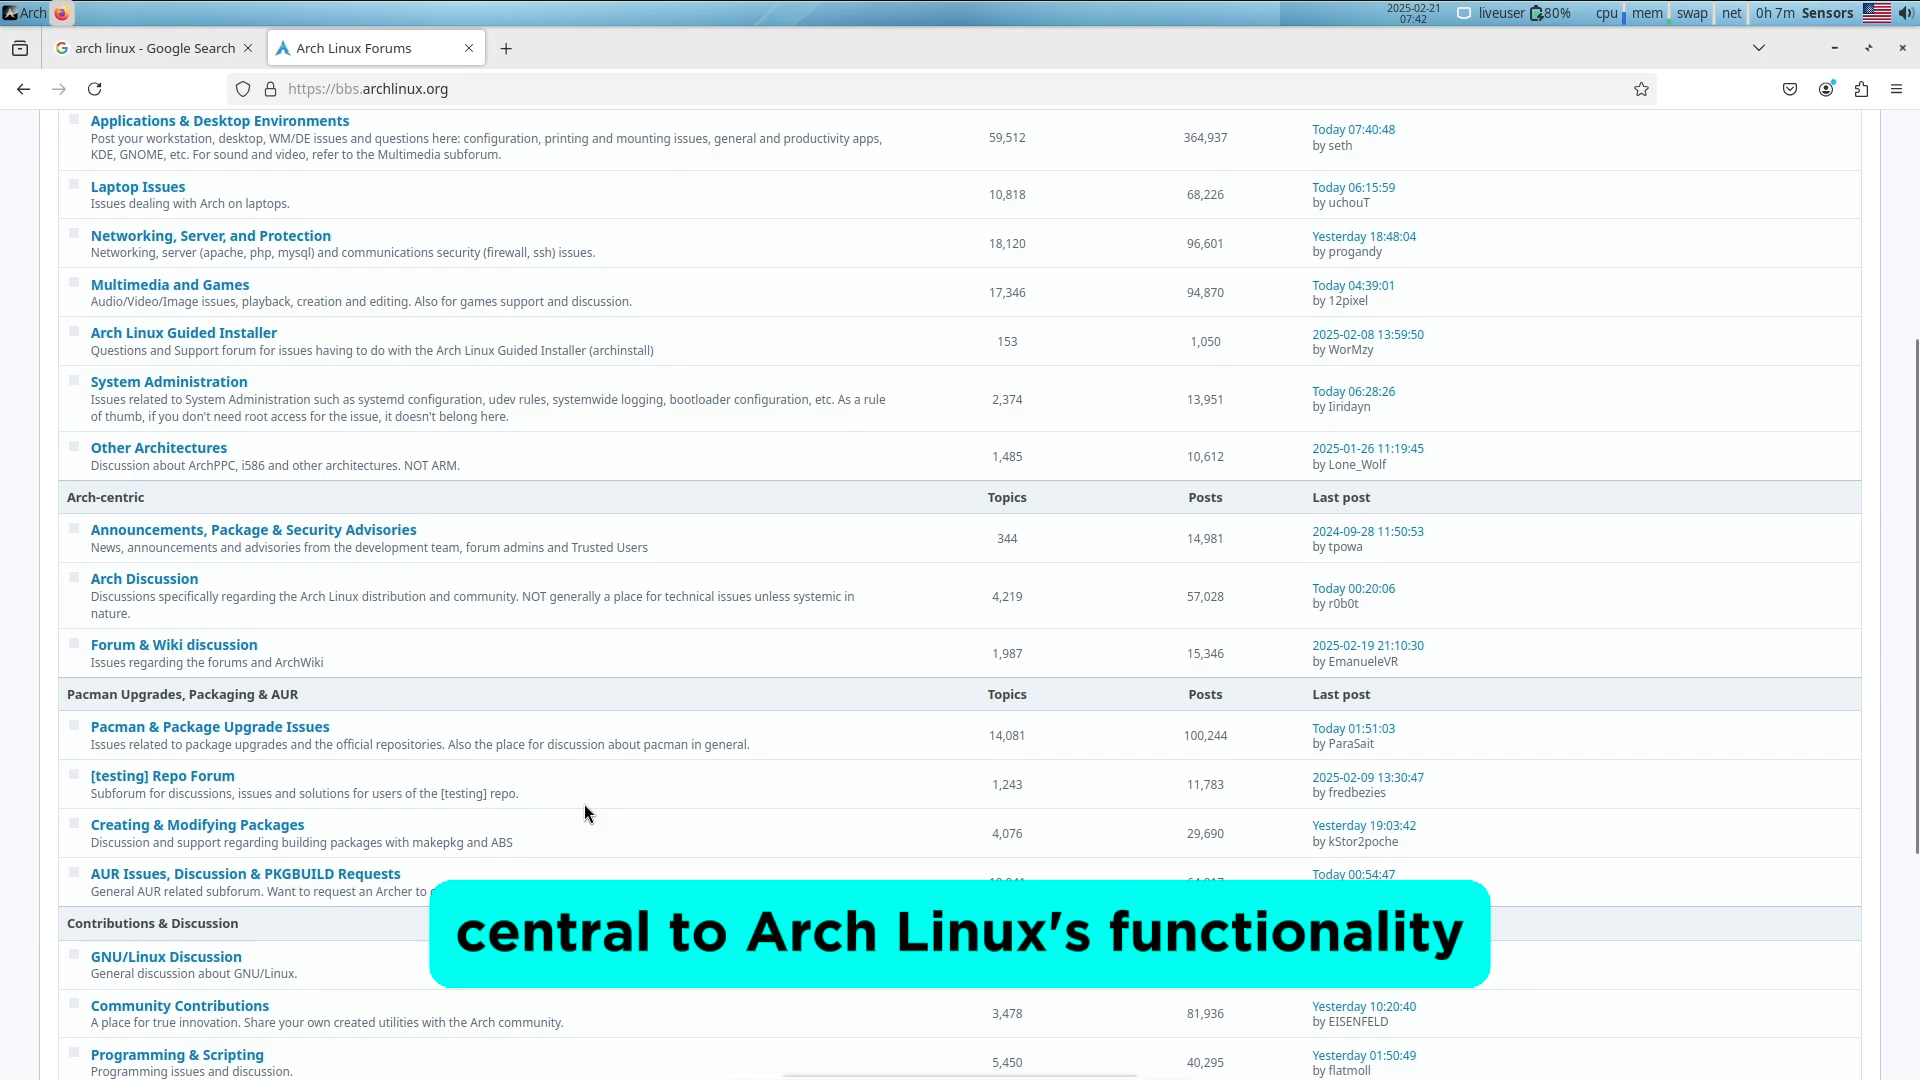 Arch
2025-02-21
07:42
liveuser
80%
cpu
mem
swap
net
0h 7m Sensors
arch linux - Google Search
Arch Linux Forums
https://bbs.archlinux.org
Applications & Desktop Environments
Post your workstation, desktop, WM/DE issues and questions here: configuration, printing and mounting issues, general and productivity apps,
KDE, GNOME, etc. For sound and video, refer to the Multimedia subforum.
59,512
364,937
Today 07:40:48
by seth
Laptop Issues
Issues dealing with Arch on laptops.
10,818
68,226
Today 06:15:59
by uchouT
Networking, Server, and Protection
Networking, server (apache, php, mysql) and communications security (firewall, ssh) issues.
18,120
96,601
Yesterday 18:48:04
by progandy
Multimedia and Games
Audio/Video/Image issues, playback, creation and editing. Also for games support and discussion.
17,346
94,870
Today 04:39:01
by 12pixel
Arch Linux Guided Installer
Questions and Support forum for issues having to do with the Arch Linux Guided Installer (archinstall)
153
1,050
2025-02-08 13:59:50
by WorMzy
System Administration
Issues related to System Administration such as systemd configuration, udev rules, systemwide logging, bootloader configuration, etc. As a rule
of thumb, if you don't need root access for the issue, it doesn't belong here.
2,374
13,951
Today 06:28:26
by Iiridayn
Other Architectures
Discussion about ArchPPC, i586 and other architectures. NOT ARM.
1,485
10,612
2025-01-26 11:19:45
by Lone_Wolf
Arch-centric Topics Posts Last post
Announcements, Package & Security Advisories
News, announcements and advisories from the development team, forum admins and Trusted Users
344
14,981
2024-09-28 11:50:53
by tpowa
Arch Discussion
Discussions specifically regarding the Arch Linux distribution and community. NOT generally a place for technical issues unless systemic in
nature.
4,219
57,028
Today 00:20:06
by r0b0t
Forum & Wiki discussion
Issues regarding the forums and ArchWiki
1,987
15,346
2025-02-19 21:10:30
by EmanueleVR
Pacman Upgrades, Packaging & AUR Topics Posts Last post
Pacman & Package Upgrade Issues
Issues related to package upgrades and the official repositories. Also the place for discussion about pacman in general.
14,081
100,244
Today 01:51:03
by ParaSait
[testing] Repo Forum
Subforum for discussions, issues and solutions for users of the [testing] repo.
1,243
11,783
2025-02-09 13:30:47
by fredbezies
Creating & Modifying Packages
Discussion and support regarding building packages with makepkg and ABS
4,076
29,690
Yesterday 19:03:42
by kStor2poche
AUR Issues, Discussion & PKGBUILD Requests
General AUR related subforum. Want to request an Archer to
Today 00:54:47
Contributions & Discussion
central to Arch Linux's functionality
GNU/Linux Discussion
General discussion about GNU/Linux.
Community Contributions
A place for true innovation. Share your own created utilities with the Arch community.
3,478
81,936
Yesterday 10:20:40
by EISENFELD
Programming & Scripting
Programming issues and discussion.
5,450
40,295
Yesterday 01:50:49
by flatmoll